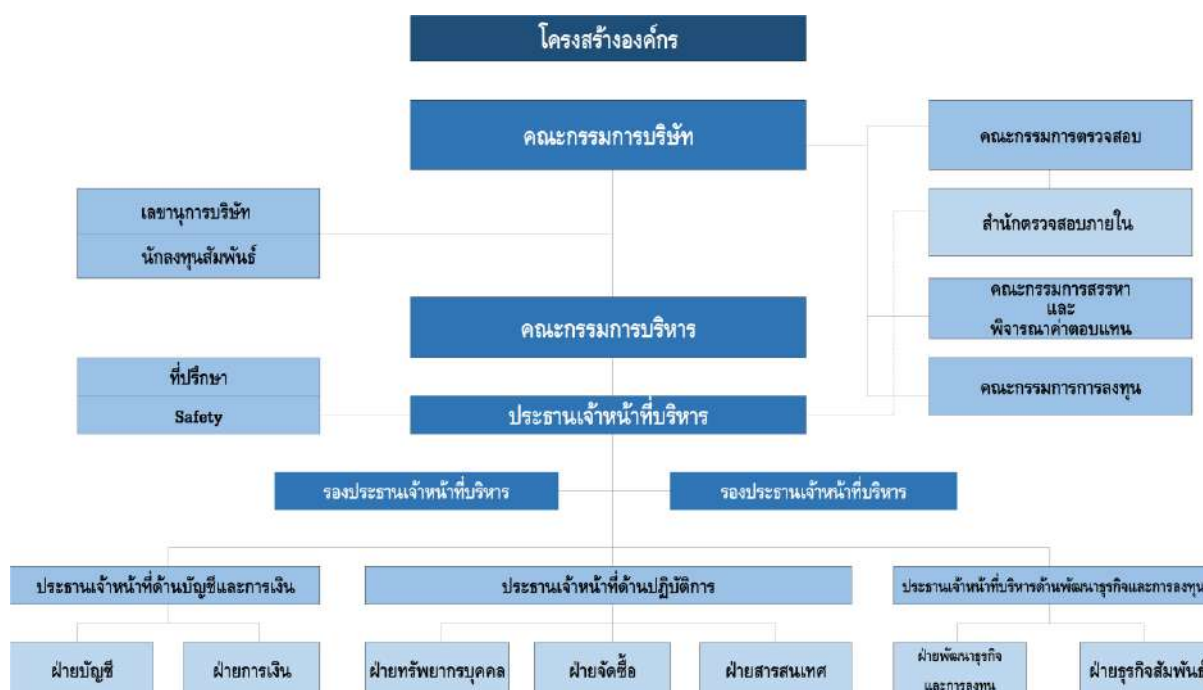 โครงสร้างองค์กร
คณะกรรมการบริษัท
คณะกรรมการตรวจสอบ
เลขานุการบริษัท
นักลงทุนสัมพันธ์
สำนักตรวจสอบภายใน
คณะกรรมการสรรหา
และ
พิจารณาค่าตอบแทน
คณะกรรมการบริหาร
ที่ปรึกษา
Safety
คณะกรรมการการลงทุน
ประธานเจ้าหน้าที่บริหาร
รองประธานเจ้าหน้าที่บริหาร
รองประธานเจ้าหน้าที่บริหาร
ประธานเจ้าหน้าที่ด้านบัญชีและการเงิน
ประธานเจ้าหน้าที่ด้านปฏิบัติการ
ประธานเจ้าหน้าที่บริหารด้านพัฒนาธุรกิจและการลงทุน
ฝ่ายบัญชี
ฝ่ายการเงิน
ฝ่ายทรัพยากรบุคคล
ฝ่ายจัดซื้อ
ฝ่ายสารสนเทศ
ฝ่ายพัฒนาธุรกิจ
และการลงทุน
ฝ่ายธุรกิจสัมพันธ์